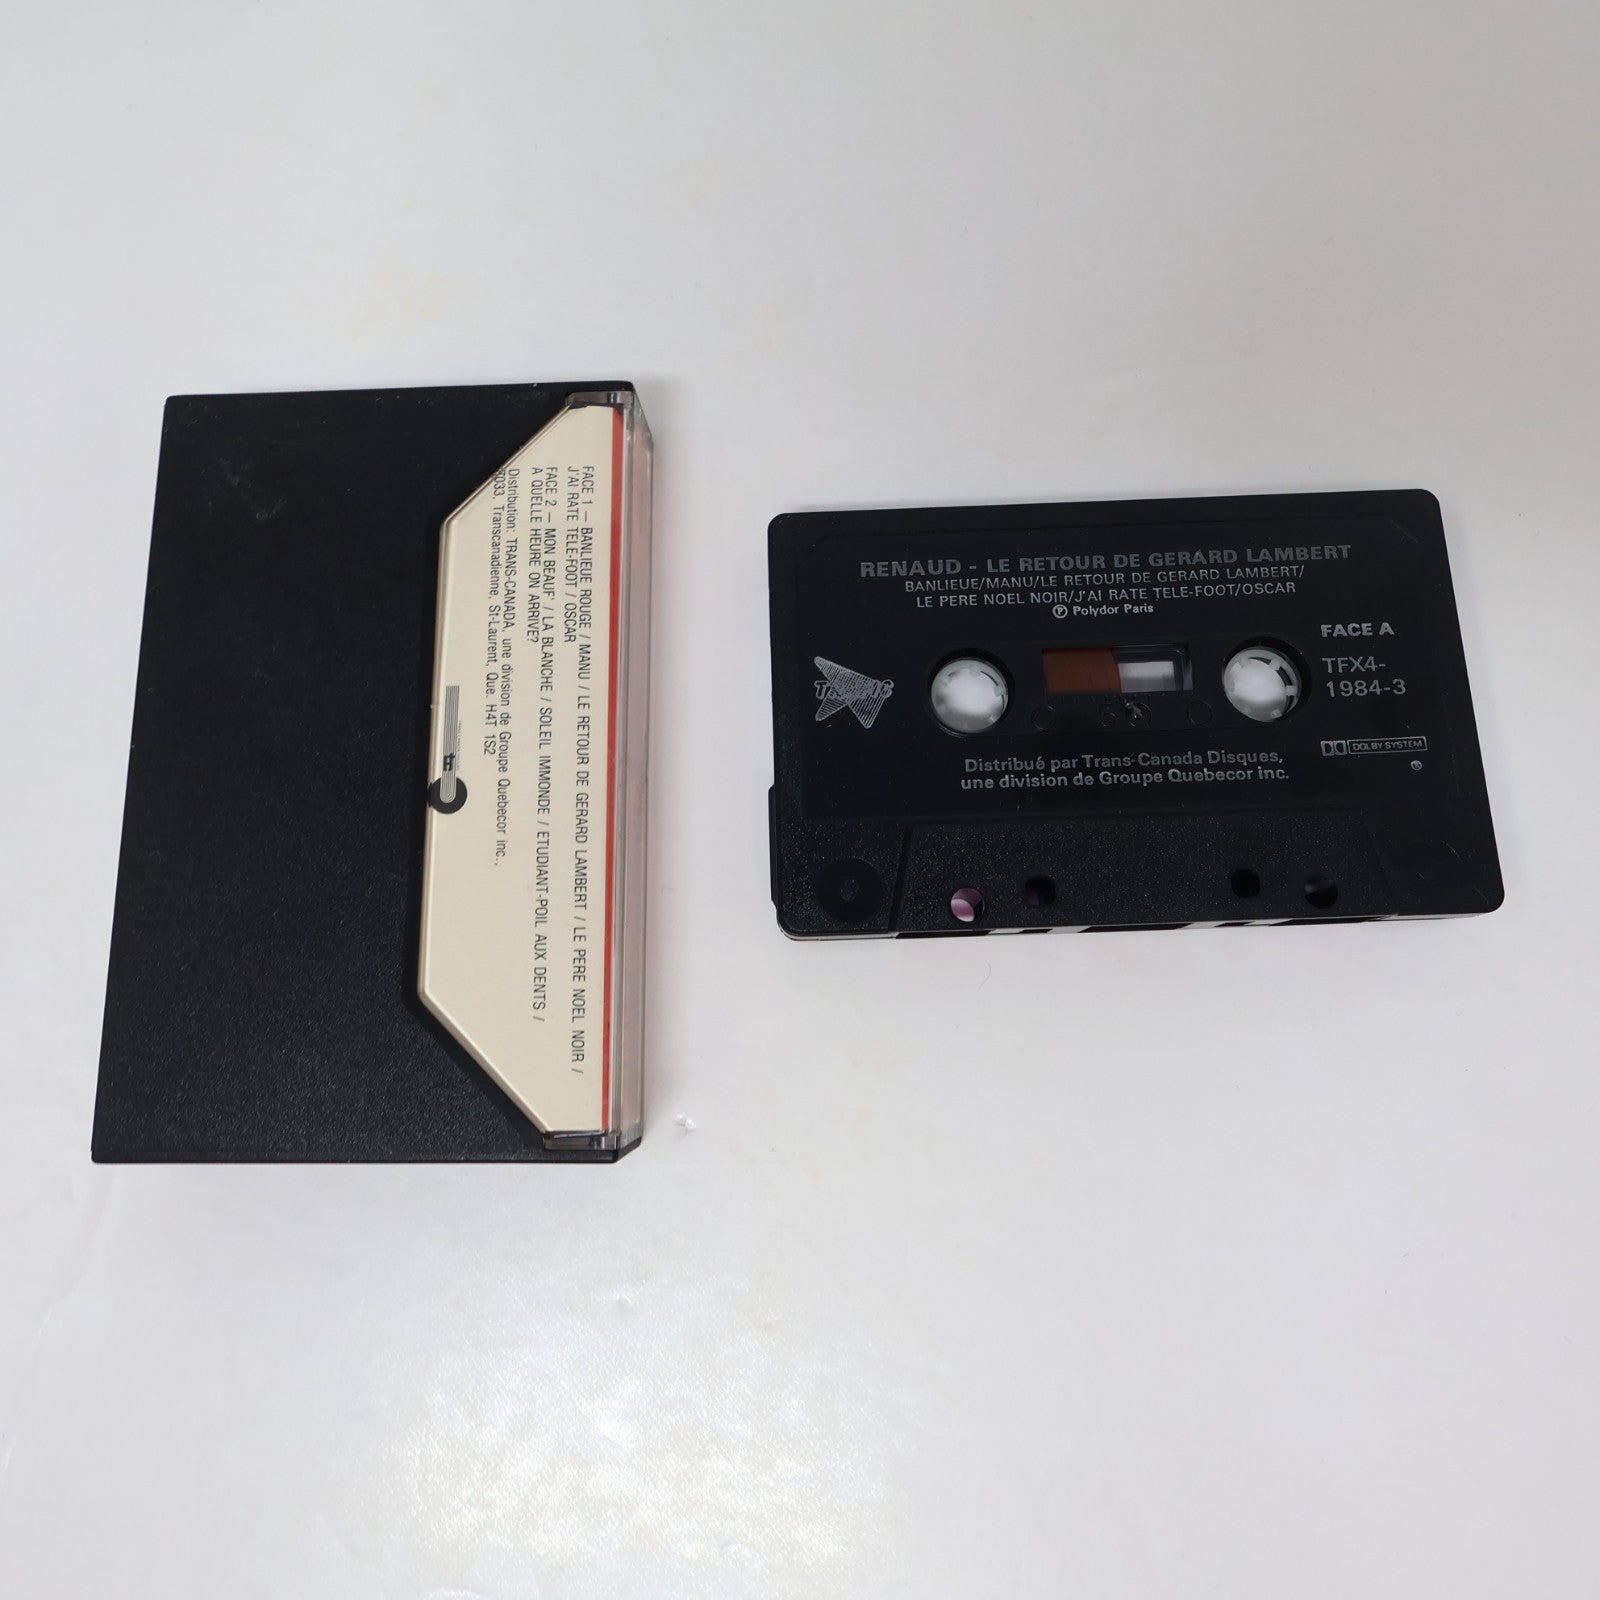 FACE 1 — BANLIEUE ROUGE / MANU / LE RETOUR DE GERARD LAMBERT / LE PERE NOEL NOIR /
J'AI RATE TELE-FOOT / OSCAR
FACE 2 — MON BEAUF' / LA BLANCHE / SOLEIL IMMONDE / ETUDIANT-POIL AUX DENTS /
A QUELLE HEURE ON ARRIVE?
Distribution: TRANS-CANADA, une division de Groupe Quebecor inc.,
Transcanadienne, St-Laurent, Que. H4T 1S2
RENAUD - LE RETOUR DE GERARD LAMBERT
BANLIEUE/MANU/LE RETOUR DE GERARD LAMBERT/
LE PERE NOEL NOIR/J'AI RATE TELE-FOOT/OSCAR
Ⓟ Polydor Paris
FACE A
TFX4-
1984-3
DOLBY SYSTEM
®
Distribué par Trans-Canada Disques,
une division de Groupe Quebecor inc.